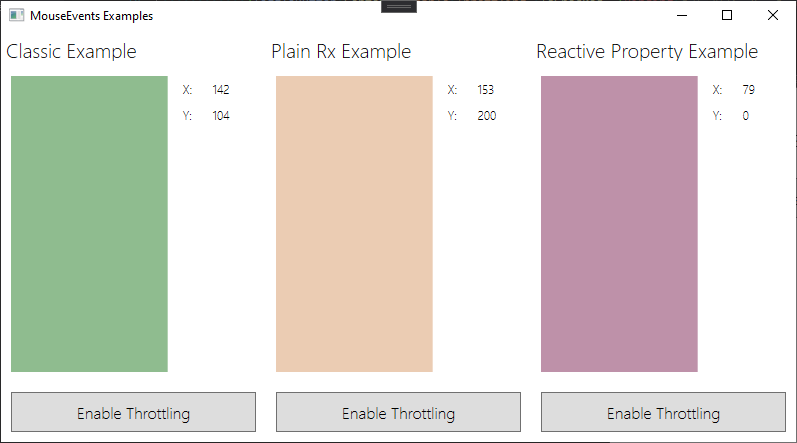 MouseEvents Examples
Classic Example
X: 142
Y: 104
Enable Throttling
Plain Rx Example
X: 153
Y: 200
Enable Throttling
Reactive Property Example
X: 79
Y: 0
Enable Throttling